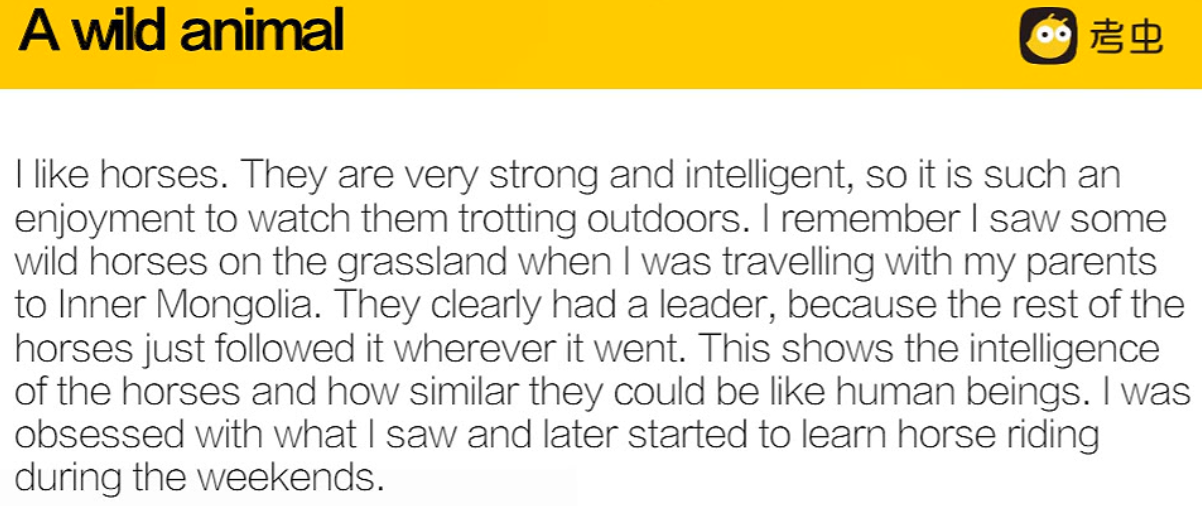 A wild animal
考虫
I like horses. They are very strong and intelligent, so it is such an
enjoyment to watch them trotting outdoors. I remember I saw some
wild horses on the grassland when I was travelling with my parents
to Inner Mongolia. They clearly had a leader, because the rest of the
horses just followed it wherever it went. This shows the intelligence
of the horses and how similar they could be like human beings. I was
obsessed with what I saw and later started to learn horse riding
during the weekends.